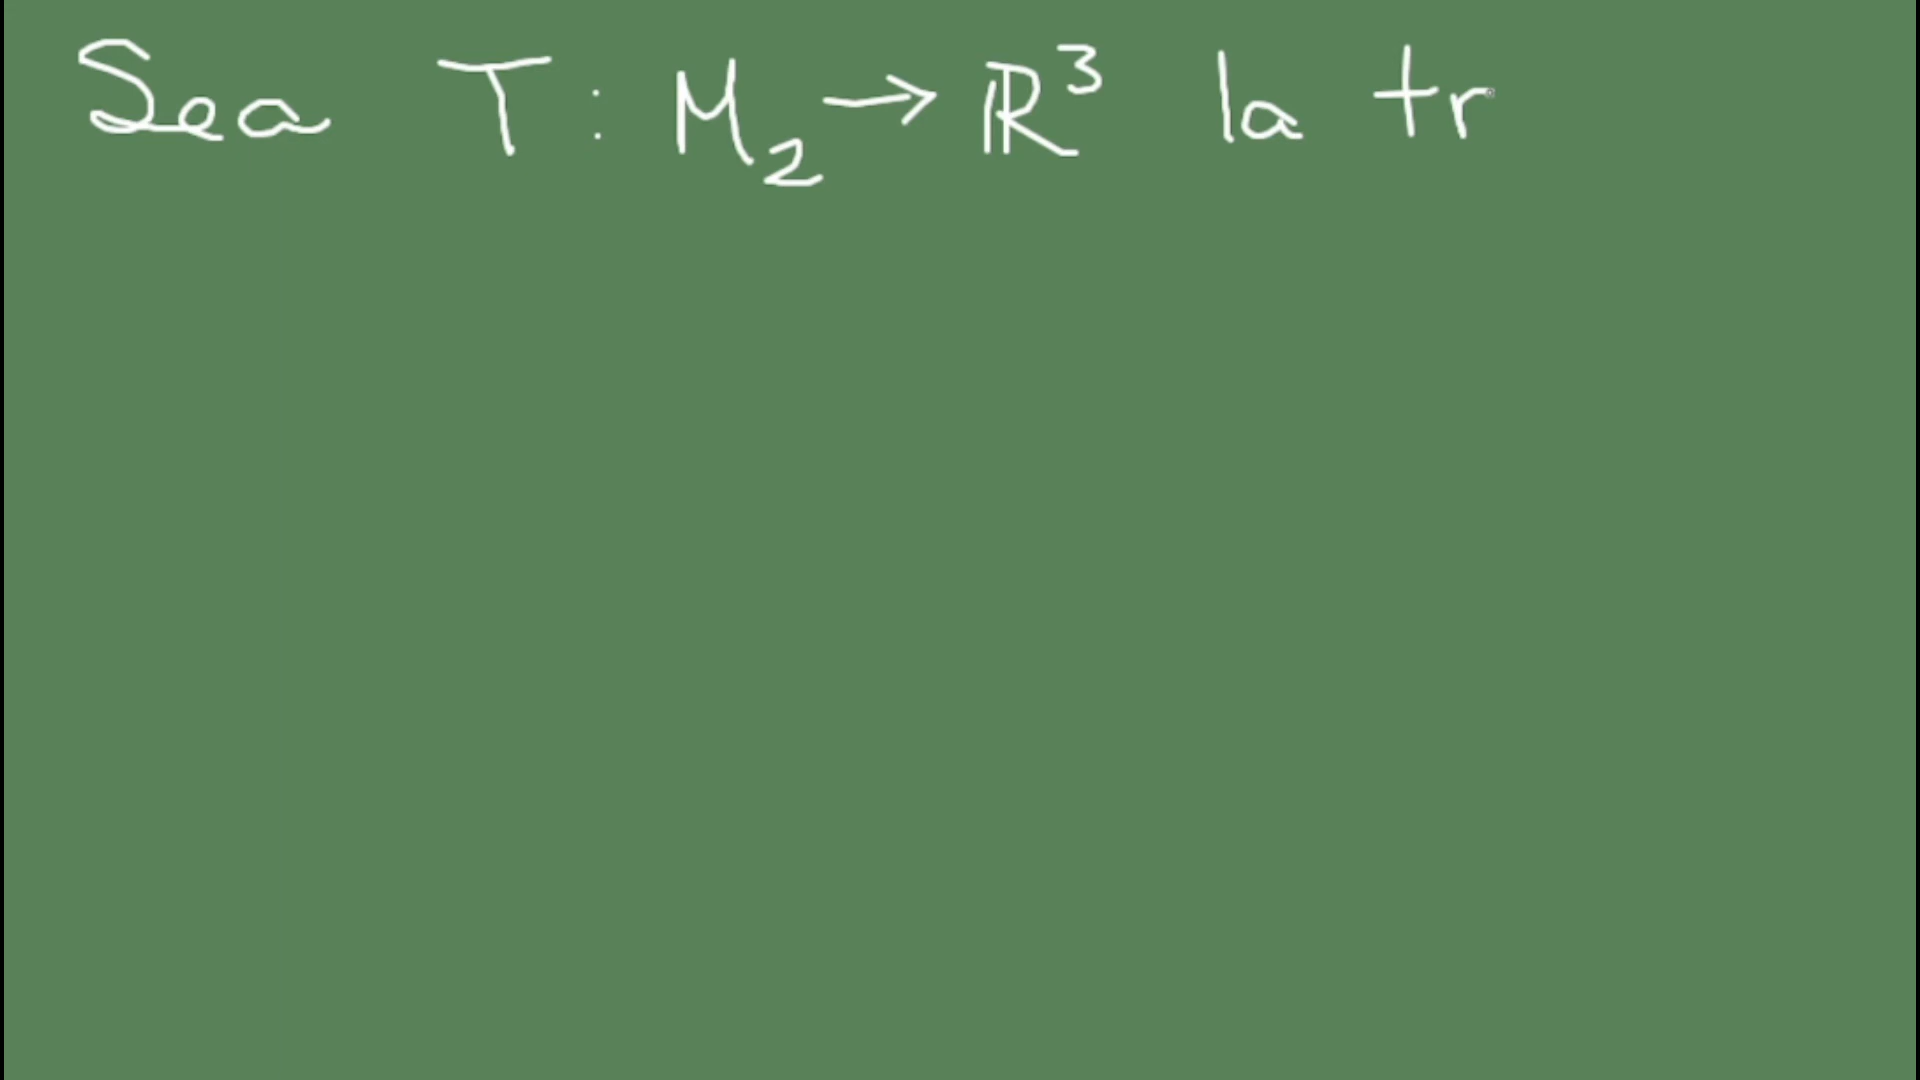 Sea T : M₂ → ℝ³ la tr